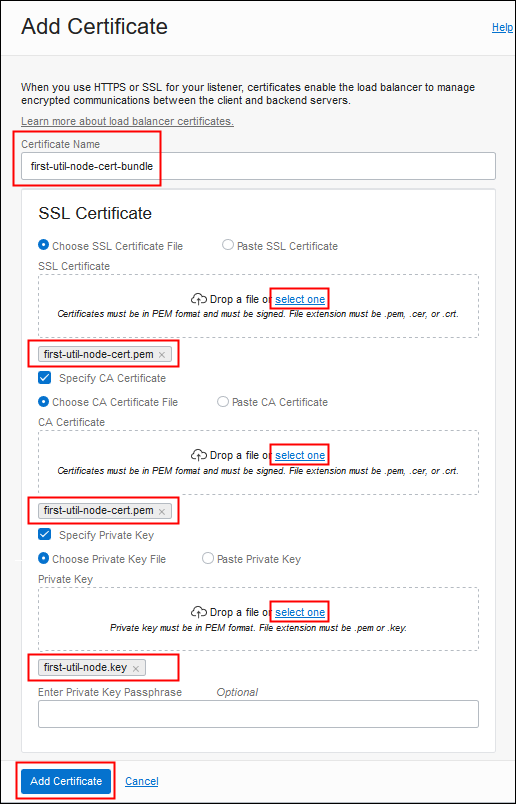 Add Certificate
Help
When you use HTTPS or SSL for your listener, certificates enable the load balancer to manage
encrypted communications between the client and backend servers.
Learn more about load balancer certificates.
Certificate Name
first-util-node-cert-bundle
SSL Certificate
Choose SSL Certificate File Paste SSL Certificate
SSL Certificate
Drop a file or select one
Certificates must be in PEM format and must be signed. File extension must be .pem, .cer, or .crt.
first-util-node-cert.pem ×
Specify CA Certificate
Choose CA Certificate File Paste CA Certificate
CA Certificate
Drop a file or select one
Certificates must be in PEM format and must be signed. File extension must be .pem, .cer, or .crt.
first-util-node-cert.pem ×
Specify Private Key
Choose Private Key File Paste Private Key
Private Key
Drop a file or select one
Private key must be in PEM format. File extension must be .pem or .key.
first-util-node.key ×
Enter Private Key Passphrase Optional
Add Certificate Cancel